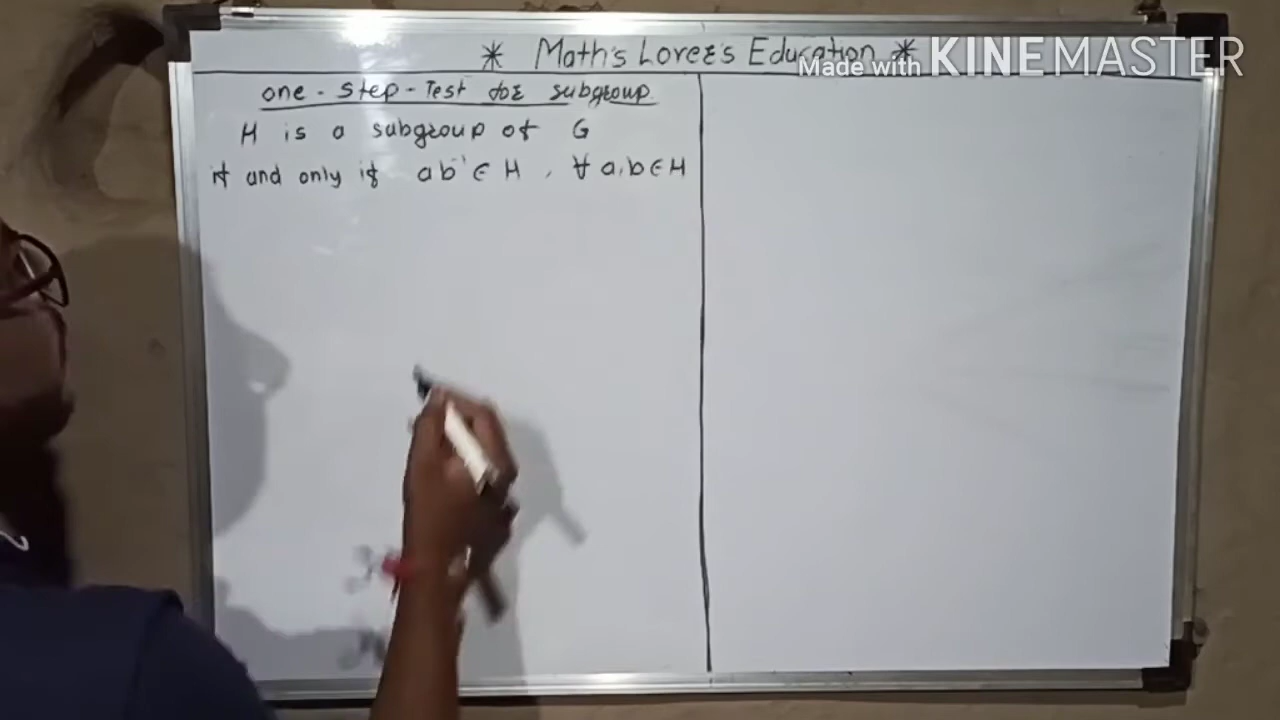 * Math's Lover's Education *
Made with KINEMASTER
one-step-Test for subgroup
H is a subgroup of G
if and only if ab⁻¹ ∈ H, ∀ a,b ∈ H